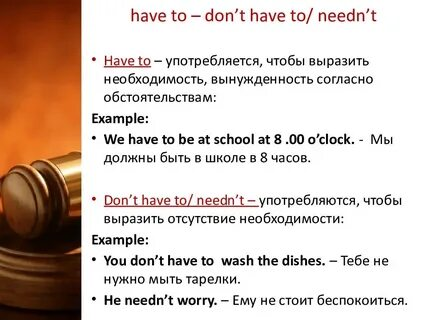 have to – don't have to/ needn't
• Have to – употребляется, чтобы выразить
необходимость, вынужденность согласно
обстоятельствам:
Example:
• We have to be at school at 8 .00 o'clock. - Мы
должны быть в школе в 8 часов.
• Don't have to/ needn't – употребляются, чтобы
выразить отсутствие необходимости:
Example:
• You don't have to wash the dishes. – Тебе не
нужно мыть тарелки.
• He needn't worry. – Ему не стоит беспокоиться.